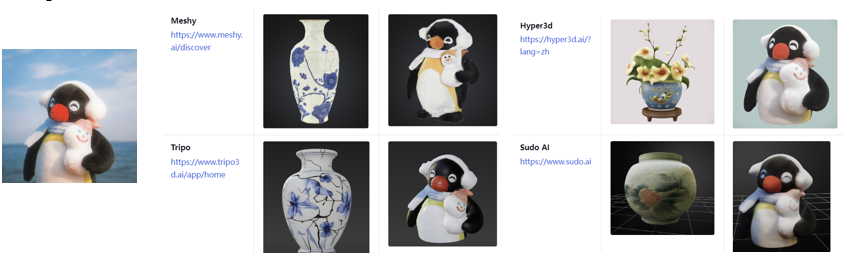 Meshy
https://www.meshy.
ai/discover
Tripo
https://www.tripo3
d.ai/app/home
Hyper3d
https://hyper3d.ai/?
lang=zh
Sudo AI
https://www.sudo.ai